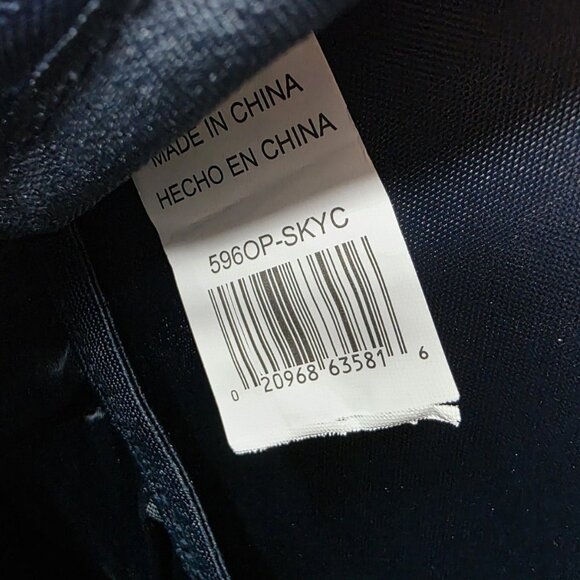 MADE IN CHINA
HECHO EN CHINA
596OP-SKYC
0 20968 63581 6